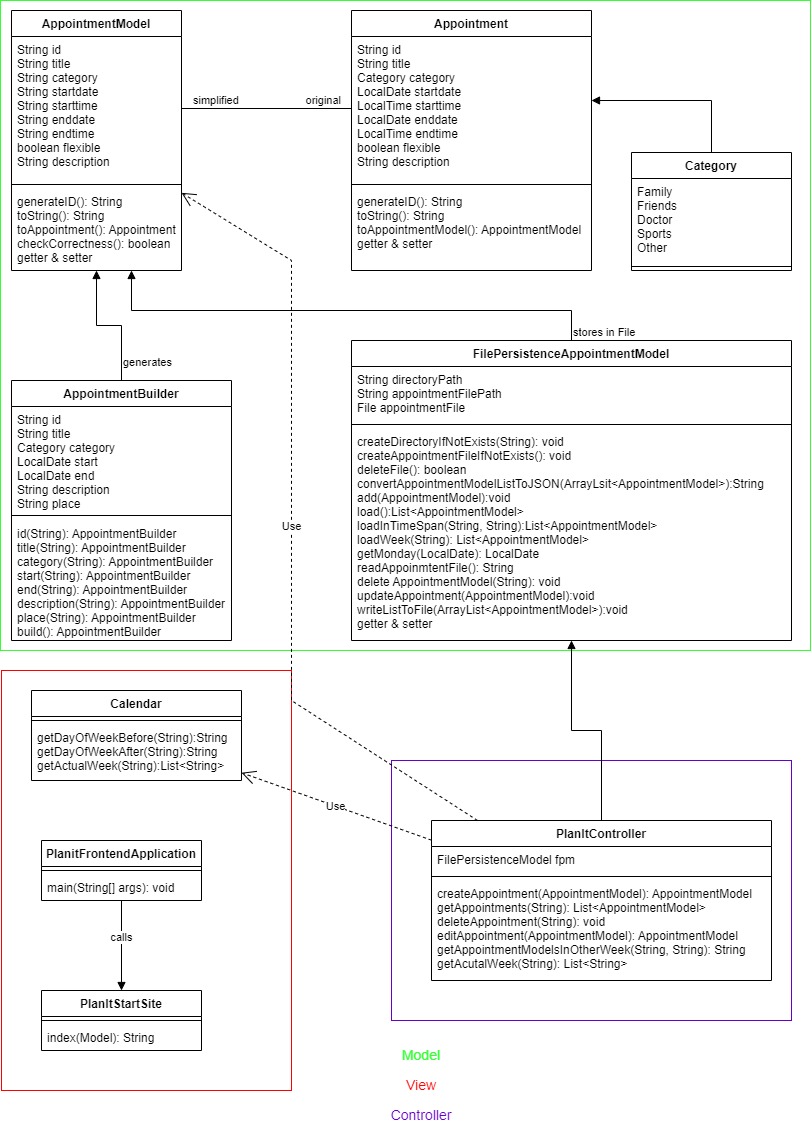 AppointmentModel
String id
String title
String category
String startdate
String starttime
String enddate
String endtime
boolean flexible
String description
generateID(): String
toString(): String
toAppointment(): Appointment
checkCorrectness(): boolean
getter & setter
simplified
original
Appointment
String id
String title
Category category
LocalDate startdate
LocalTime starttime
LocalDate enddate
LocalTime endtime
boolean flexible
String description
generateID(): String
toString(): String
toAppointmentModel(): AppointmentModel
getter & setter
Category
Family
Friends
Doctor
Sports
Other
generates
stores in File
AppointmentBuilder
String id
String title
Category category
LocalDate start
LocalDate end
String description
String place
id(String): AppointmentBuilder
title(String): AppointmentBuilder
category(String): AppointmentBuilder
start(String): AppointmentBuilder
end(String): AppointmentBuilder
description(String): AppointmentBuilder
place(String): AppointmentBuilder
build(): AppointmentBuilder
Use
FilePersistenceAppointmentModel
String directoryPath
String appointmentFilePath
File appointmentFile
createDirectoryIfNotExists(String): void
createAppointmentFileIfNotExists(): void
deleteFile(): boolean
convertAppointmentModelListToJSON(ArrayLsit<AppointmentModel>):String
add(AppointmentModel):void
load():List<AppointmentModel>
loadInTimeSpan(String, String):List<AppointmentModel>
loadWeek(String): List<AppointmentModel>
getMonday(LocalDate): LocalDate
readAppoinmtentFile(): String
delete AppointmentModel(String): void
updateAppointment(AppointmentModel):void
writeListToFile(ArrayList<AppointmentModel>):void
getter & setter
Calendar
getDayOfWeekBefore(String):String
getDayOfWeekAfter(String):String
getActualWeek(String):List<String>
Use
PlanitFrontendApplication
main(String[] args): void
calls
PlanItStartSite
index(Model): String
PlanItController
FilePersistenceModel fpm
createAppointment(AppointmentModel): AppointmentModel
getAppointments(String): List<AppointmentModel>
deleteAppointment(String): void
editAppointment(AppointmentModel): AppointmentModel
getAppointmentModelsInOtherWeek(String, String): String
getAcutalWeek(String): List<String>
Model
View
Controller